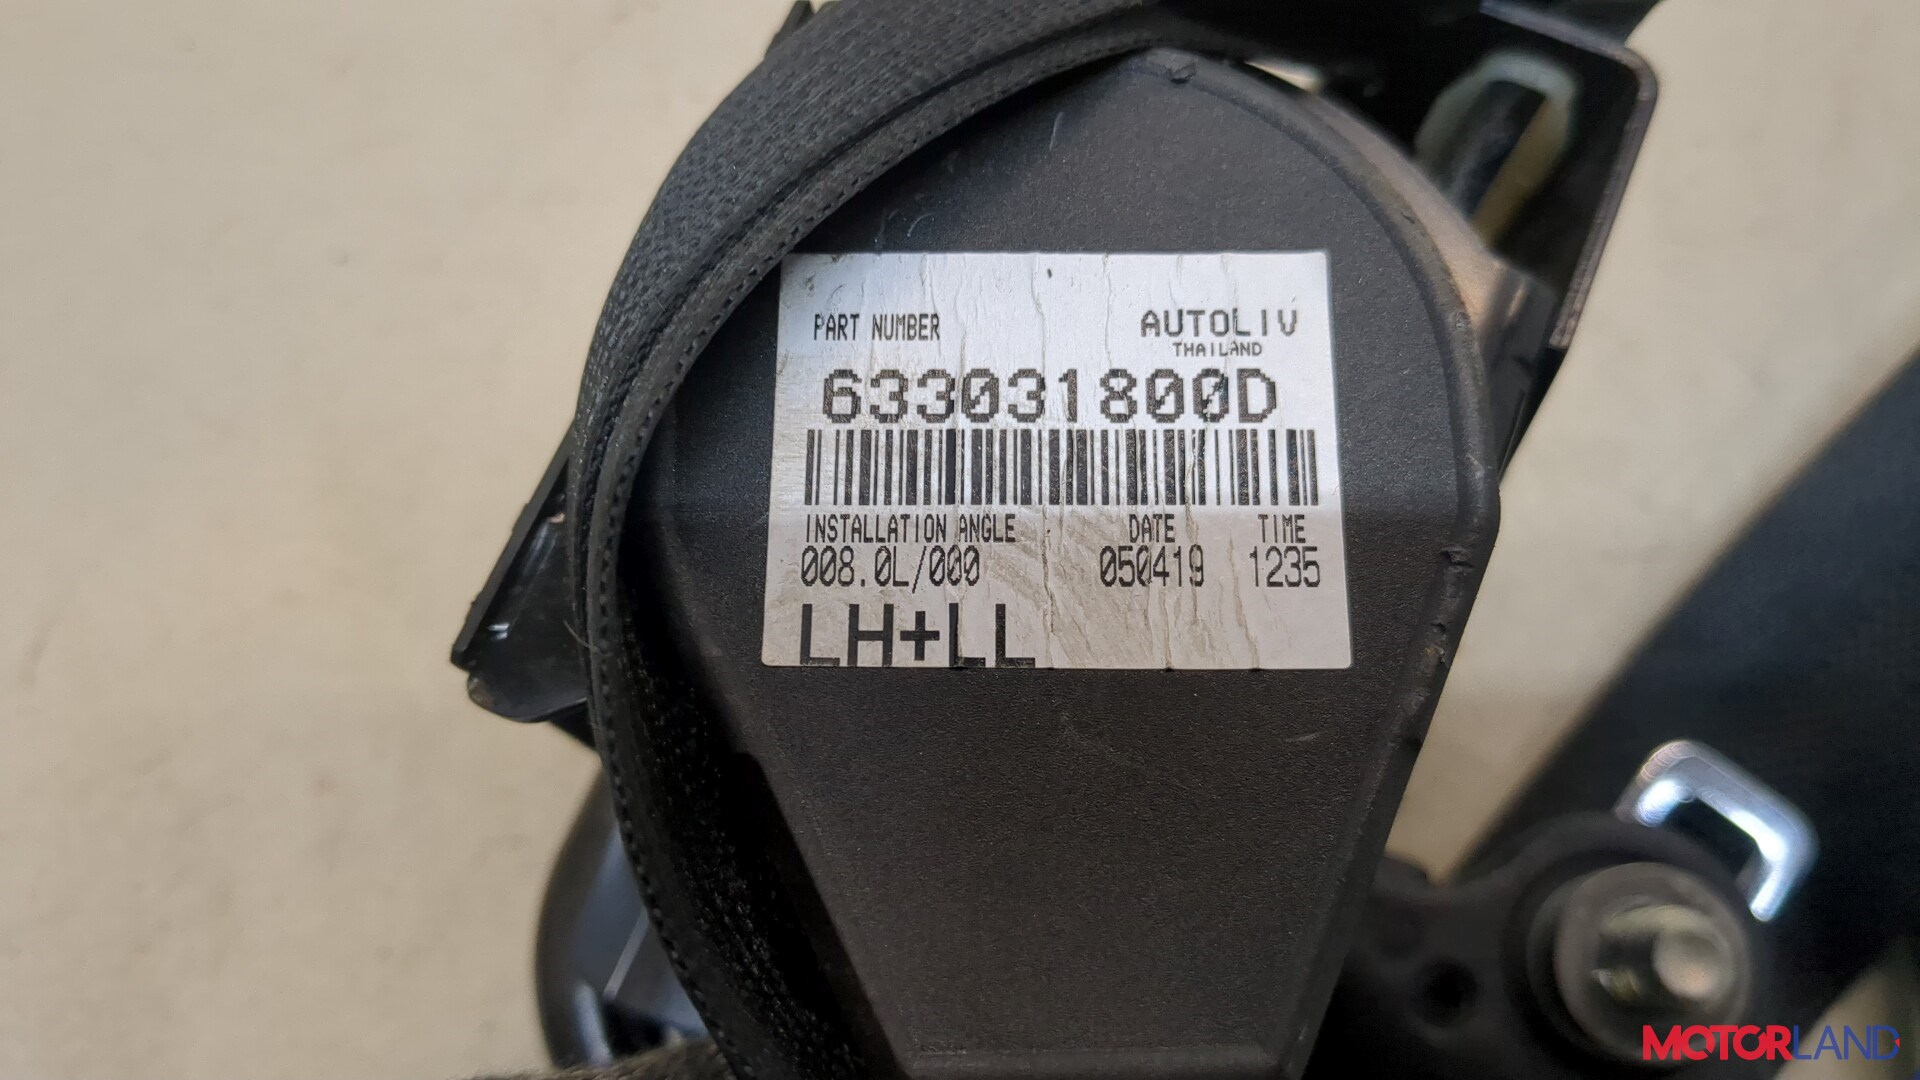 PART NUMBER
AUTOLIV
THAILAND
633031800D
INSTALLATION ANGLE DATE TIME
008.0L/000 050419 1235
LH+LL
MOTORLAND